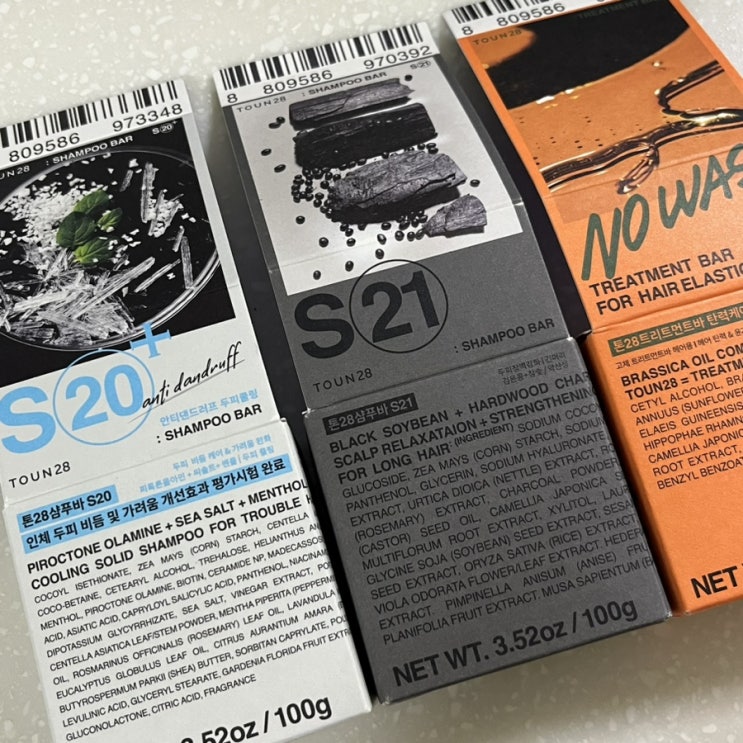 809586 973348
TOUN28 : SHAMPOO BAR S20+
S20+
anti dandruff
안티댄드러프 두피쿨링
: SHAMPOO BAR
TOUN28
두피 비듬 케어 & 가려움 완화
피록톤올아민 + 씨솔트 + 멘톨 | 두피 쿨링
톤28샴푸바 S20
인체 두피 비듬 및 가려움 개선효과 평가시험 완료
PIROCTONE OLAMINE + SEA SALT + MENTHOL
COOLING SOLID SHAMPOO FOR TROUBLE
COCOYL ISETHIONATE, ZEA MAYS (CORN) STARCH, CENTELLA
COCO-BETAINE, CETEARYL ALCOHOL, TREHALOSE, HELIANTHUS
MENTHOL, PIROCTONE OLAMINE, BIOTIN, CERAMIDE NP, MADECASSOS
ACID, ASIATIC ACID, CAPRYLOYL SALICYLIC ACID, PANTHENOL, NIACINAM
DIPOTASSIUM GLYCYRRHIZATE, SEA SALT, VINEGAR EXTRACT,
CENTELLA ASIATICA LEAF/STEM POWDER, MENTHA PIPERITA (PEPPERM
OIL, ROSMARINUS OFFICINALIS (ROSEMARY) LEAF OIL, LAVANDULA
EUCALYPTUS GLOBULUS LEAF OIL, CITRUS AURANTIUM AMARA
BUTYROSPERMUM PARKII (SHEA) BUTTER, SORBITAN CAPRYLATE,
LEVULINIC ACID, GLYCERYL STEARATE, GARDENIA FLORIDA FRUIT
GLUCONOLACTONE, CITRIC ACID, FRAGRANCE
3.52oz / 100g
8 809586 970392
TOUN28 : SHAMPOO BAR S21
S21
: SHAMPOO BAR
TOUN28
톤28샴푸바 S21
BLACK SOYBEAN + HARDWOOD CHAR
SCALP RELAXATAION + STRENGTHENING
FOR LONG HAIR (INGREDIENT) SODIUM COCO
GLUCOSIDE, ZEA MAYS (CORN) STARCH, SODIUM
PANTHENOL, GLYCERIN, SODIUM HYALURONATE
EXTRACT, URTICA DIOICA (NETTLE) EXTRACT,
(ROSEMARY) EXTRACT, CHARCOAL POWDER
(CASTOR) SEED OIL, CAMELLIA JAPONICA
MULTIFLORUM ROOT EXTRACT, XYLITOL,
GLYCINE SOJA (SOYBEAN) SEED EXTRACT,
SEED EXTRACT, ORYZA SATIVA (RICE) EXTRACT
VIOLA ODORATA FLOWER/LEAF EXTRACT, HEDER
EXTRACT, PIMPINELLA ANISUM (ANISE)
PLANIFOLIA FRUIT EXTRACT, MUSA SAPIENTUM
NET WT. 3.52oz / 100g
8 809586
TOUN28 TREATMENT BAR
NO WAS
TREATMENT BAR
FOR HAIR ELASTIC
톤28트리트먼트바 탄력케어
BRASSICA OIL COM
TOUN28 = TREATM
CETYL ALCOHOL,
ANNUUS (SUNFLOWER
ELAEIS GUINEENSIS
HIPPOPHAE RHAMN
CAMELLIA JAPONIC
ROOT EXTRACT,
BENZYL BENZOAT
NET